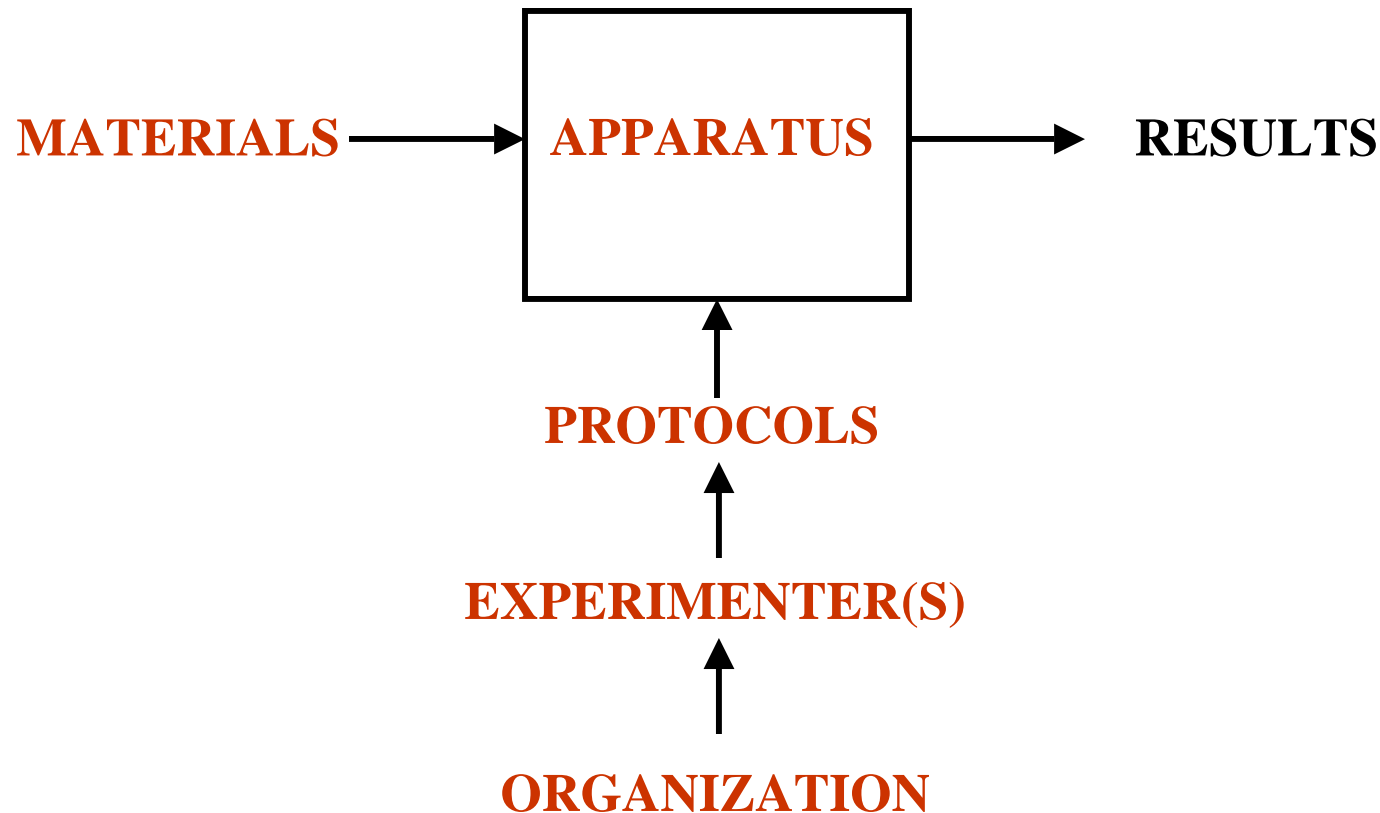 MATERIALS
APPARATUS
RESULTS
PROTOCOLS
EXPERIMENTER(S)
ORGANIZATION